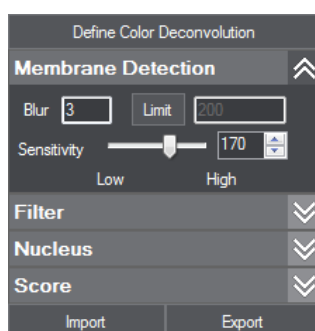 Define Color Deconvolution
Membrane Detection
Blur 3 Limit 200
Sensitivity 170
Low High
Filter
Nucleus
Score
Import Export